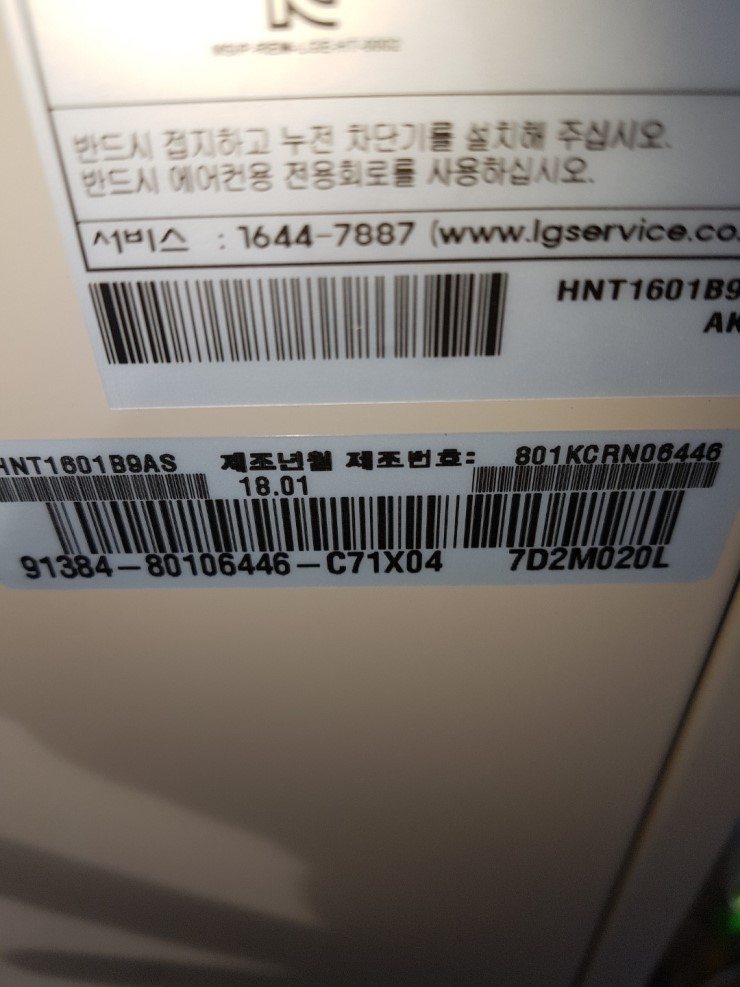 반드시 접지하고 누전 차단기를 설치해 주십시오.
반드시 에어컨용 전용회로를 사용하십시오.
서비스 : 1644-7887 (www.lgservice.co.
HNT1601B9
AK
HNT1601B9AS 제조년월 제조번호: 801KCRN06446
18.01
91384-80106446-C71X04 7D2M020L